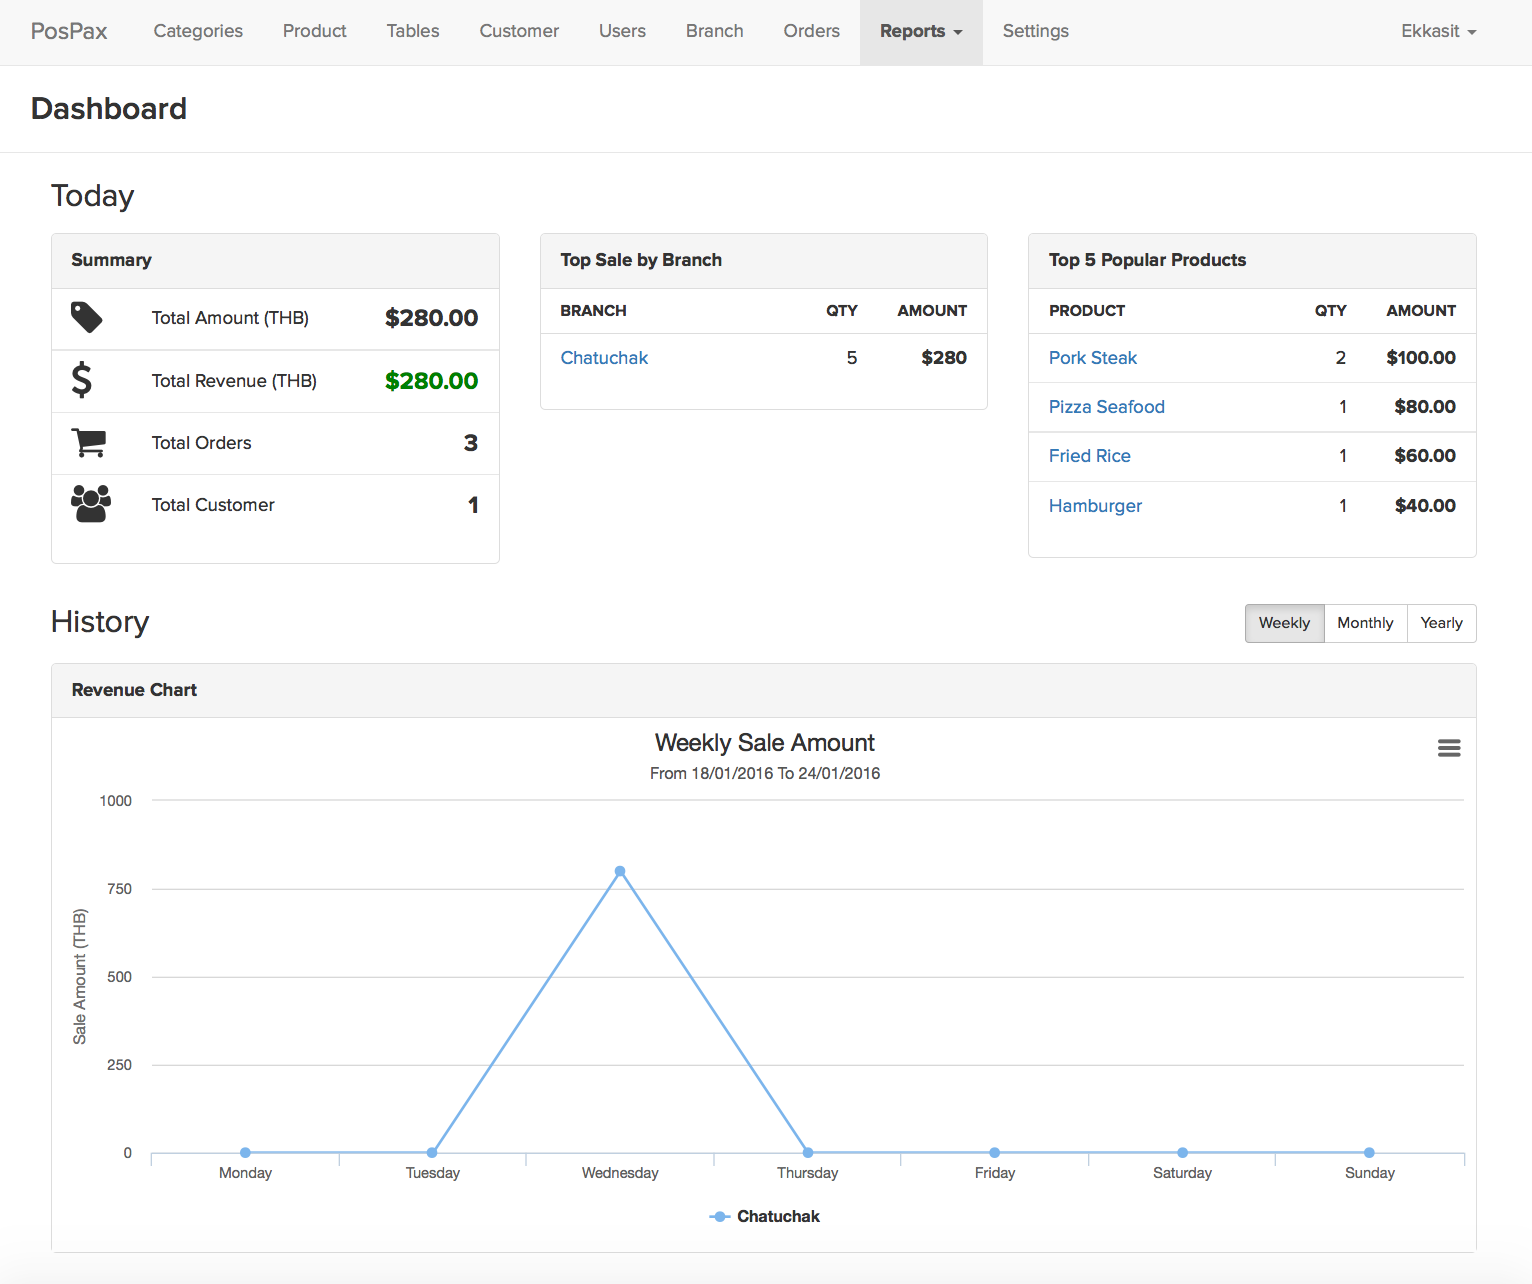 PosPax Categories Product Tables Customer Users Branch Orders Reports Settings Ekkasit
Dashboard
Today
Summary
Total Amount (THB) $280.00
Total Revenue (THB) $280.00
Total Orders 3
Total Customer 1
Top Sale by Branch
BRANCH QTY AMOUNT
Chatuchak 5 $280
Top 5 Popular Products
PRODUCT QTY AMOUNT
Pork Steak 2 $100.00
Pizza Seafood 1 $80.00
Fried Rice 1 $60.00
Hamburger 1 $40.00
History
Weekly Monthly Yearly
Revenue Chart
Weekly Sale Amount
From 18/01/2016 To 24/01/2016
Sale Amount (THB)
1000
750
500
250
0
Monday Tuesday Wednesday Thursday Friday Saturday Sunday
Chatuchak